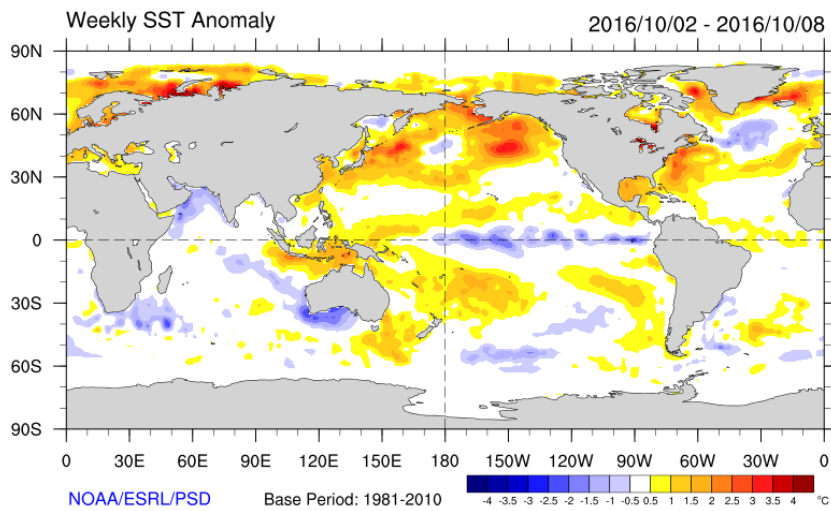 Weekly SST Anomaly 2016/10/02 - 2016/10/08
90N
60N
30N
0
30S
60S
90S
0 30E 60E 90E 120E 150E 180 150W 120W 90W 60W 30W 0
NOAA/ESRL/PSD Base Period: 1981-2010
-4 -3.5 -3 -2.5 -2 -1.5 -1 -0.5 0.5 1 1.5 2 2.5 3 3.5 4 °C